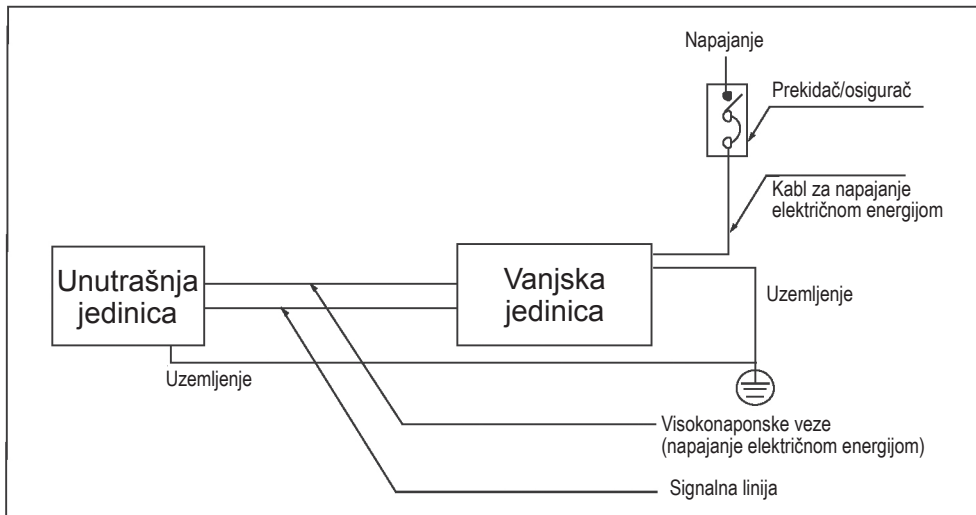 Napajanje
Prekidač/osigurač
Kabl za napajanje
električnom energijom
Unutrašnja
jedinica
Vanjska
jedinica
Uzemljenje
Uzemljenje
Visokonaponske veze
(napajanje električnom energijom)
Signalna linija